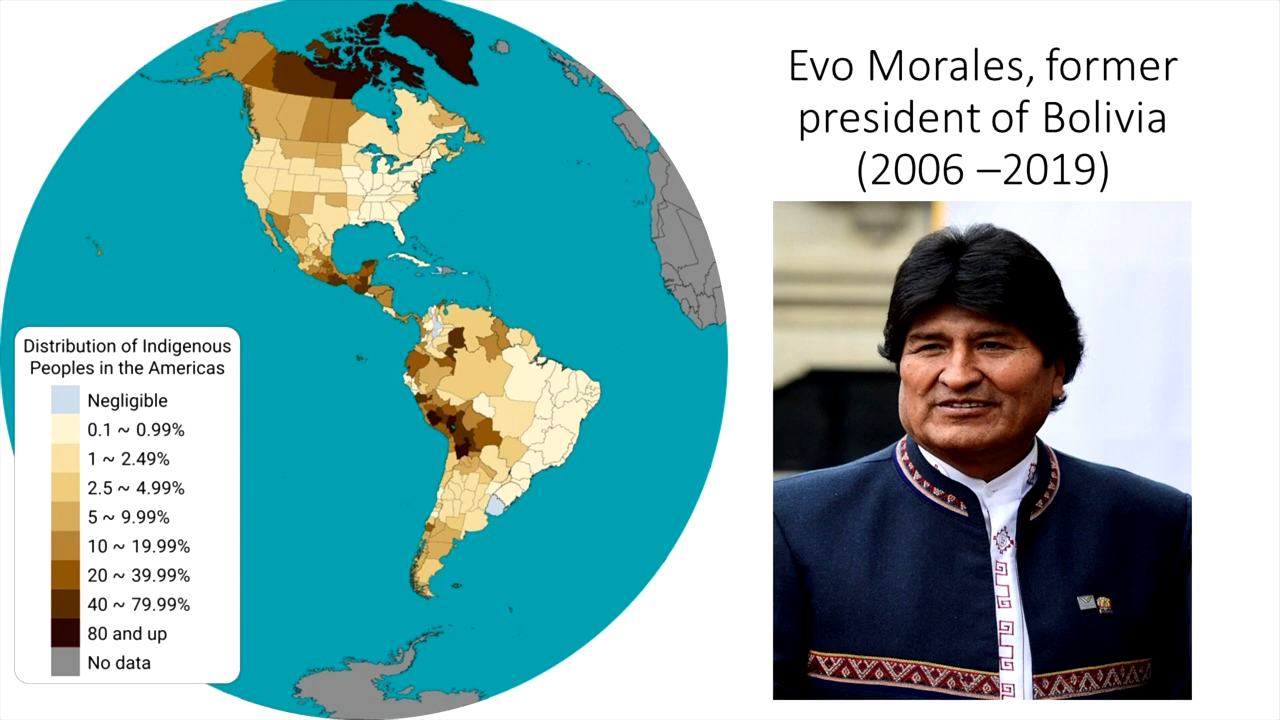 Evo Morales, former
president of Bolivia
(2006 –2019)
Distribution of Indigenous
Peoples in the Americas
Negligible
0.1 ~ 0.99%
1 ~ 2.49%
2.5 ~ 4.99%
5 ~ 9.99%
10 ~ 19.99%
20 ~ 39.99%
40 ~ 79.99%
80 and up
No data